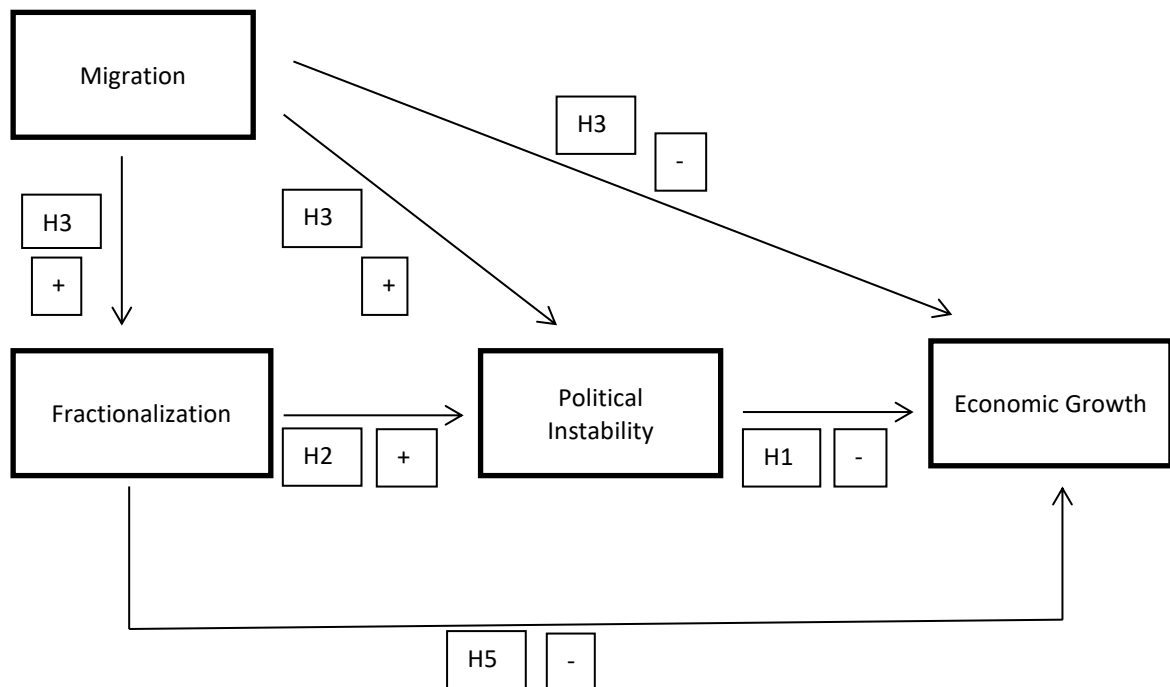 Migration
H3
-
H3
H3
+
+
Fractionalization
Political
Instability
Economic Growth
H2
+
H1
-
H5
-